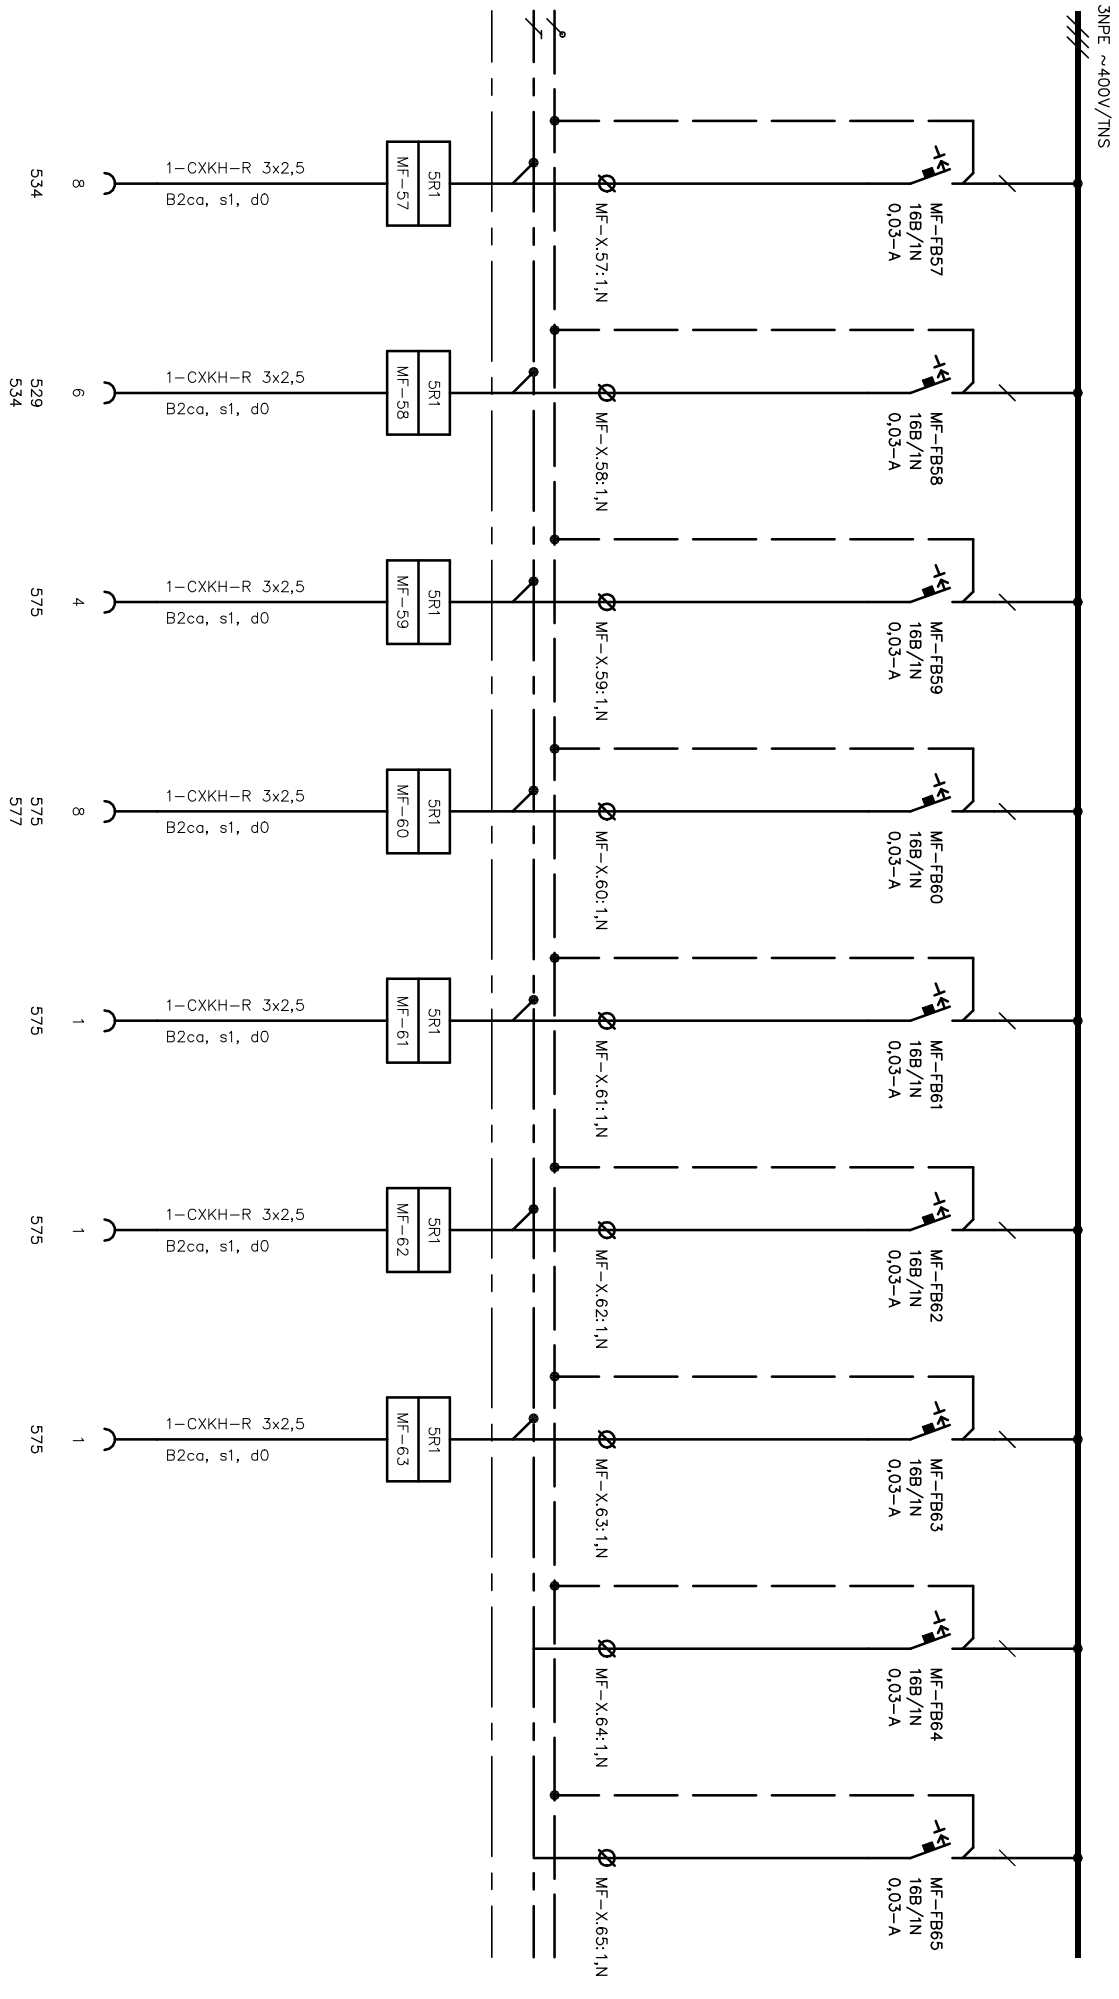 3NPE ~400V/TNS
MF-FB57
16B/1N
0,03-A
MF-X.57:1,N
5R1
MF-57
1-CXKH-R 3x2,5
B2ca, s1, d0
8
534
MF-FB58
16B/1N
0,03-A
MF-X.58:1,N
5R1
MF-58
1-CXKH-R 3x2,5
B2ca, s1, d0
6
529
534
MF-FB59
16B/1N
0,03-A
MF-X.59:1,N
5R1
MF-59
1-CXKH-R 3x2,5
B2ca, s1, d0
4
575
MF-FB60
16B/1N
0,03-A
MF-X.60:1,N
5R1
MF-60
1-CXKH-R 3x2,5
B2ca, s1, d0
8
575
577
MF-FB61
16B/1N
0,03-A
MF-X.61:1,N
5R1
MF-61
1-CXKH-R 3x2,5
B2ca, s1, d0
1
575
MF-FB62
16B/1N
0,03-A
MF-X.62:1,N
5R1
MF-62
1-CXKH-R 3x2,5
B2ca, s1, d0
1
575
MF-FB63
16B/1N
0,03-A
MF-X.63:1,N
5R1
MF-63
1-CXKH-R 3x2,5
B2ca, s1, d0
1
575
MF-FB64
16B/1N
0,03-A
MF-X.64:1,N
MF-FB65
16B/1N
0,03-A
MF-X.65:1,N